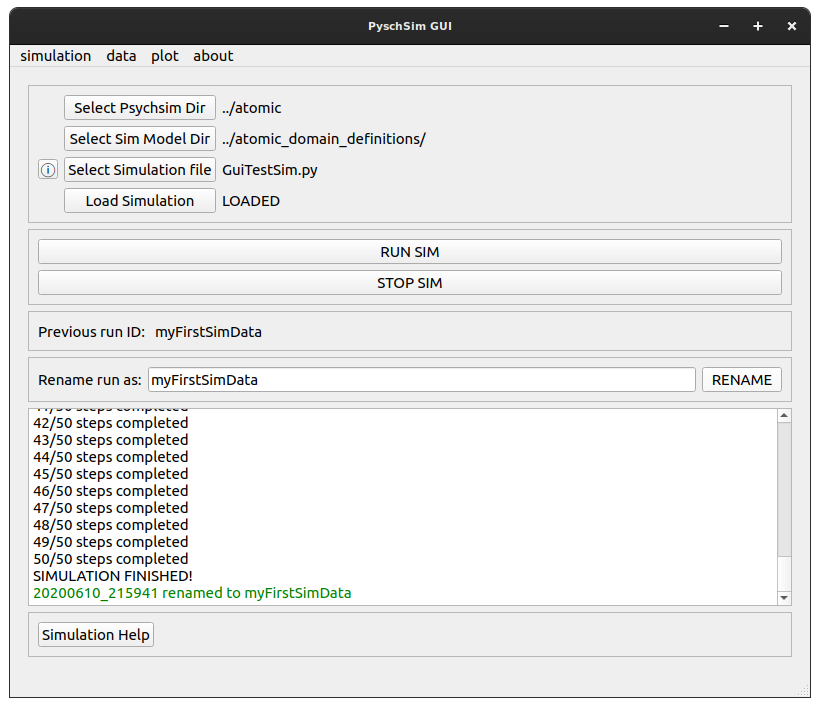 PyschSim GUI
simulation data plot about
Select Psychsim Dir ../atomic
Select Sim Model Dir ../atomic_domain_definitions/
Select Simulation file GuiTestSim.py
Load Simulation LOADED
RUN SIM
STOP SIM
Previous run ID: myFirstSimData
Rename run as: myFirstSimData RENAME
steps completed
42/50 steps completed
43/50 steps completed
44/50 steps completed
45/50 steps completed
46/50 steps completed
47/50 steps completed
48/50 steps completed
49/50 steps completed
50/50 steps completed
SIMULATION FINISHED!
20200610_215941 renamed to myFirstSimData
Simulation Help